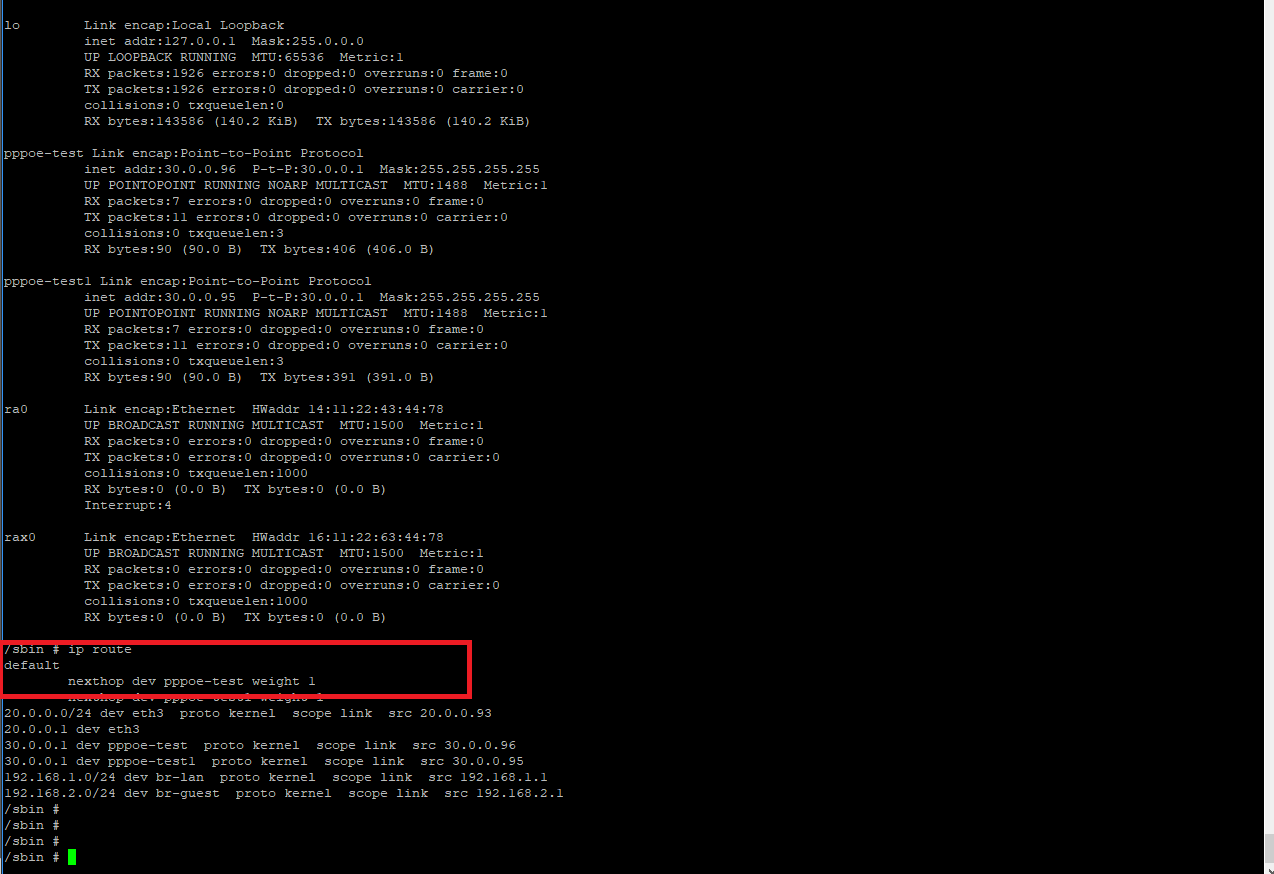 lo        Link encap:Local Loopback
          inet addr:127.0.0.1  Mask:255.0.0.0
          UP LOOPBACK RUNNING  MTU:65536  Metric:1
          RX packets:1926 errors:0 dropped:0 overruns:0 frame:0
          TX packets:1926 errors:0 dropped:0 overruns:0 carrier:0
          collisions:0 txqueuelen:0
          RX bytes:143586 (140.2 KiB)  TX bytes:143586 (140.2 KiB)

pppoe-test Link encap:Point-to-Point Protocol
          inet addr:30.0.0.96  P-t-P:30.0.0.1  Mask:255.255.255.255
          UP POINTOPOINT RUNNING NOARP MULTICAST  MTU:1488  Metric:1
          RX packets:7 errors:0 dropped:0 overruns:0 frame:0
          TX packets:11 errors:0 dropped:0 overruns:0 carrier:0
          collisions:0 txqueuelen:3
          RX bytes:90 (90.0 B)  TX bytes:406 (406.0 B)

pppoe-test1 Link encap:Point-to-Point Protocol
          inet addr:30.0.0.95  P-t-P:30.0.0.1  Mask:255.255.255.255
          UP POINTOPOINT RUNNING NOARP MULTICAST  MTU:1488  Metric:1
          RX packets:7 errors:0 dropped:0 overruns:0 frame:0
          TX packets:11 errors:0 dropped:0 overruns:0 carrier:0
          collisions:0 txqueuelen:3
          RX bytes:90 (90.0 B)  TX bytes:391 (391.0 B)

ra0       Link encap:Ethernet  HWaddr 14:11:22:43:44:78
          UP BROADCAST RUNNING MULTICAST  MTU:1500  Metric:1
          RX packets:0 errors:0 dropped:0 overruns:0 frame:0
          TX packets:0 errors:0 dropped:0 overruns:0 carrier:0
          collisions:0 txqueuelen:1000
          RX bytes:0 (0.0 B)  TX bytes:0 (0.0 B)
          Interrupt:4

rax0      Link encap:Ethernet  HWaddr 16:11:22:63:44:78
          UP BROADCAST RUNNING MULTICAST  MTU:1500  Metric:1
          RX packets:0 errors:0 dropped:0 overruns:0 frame:0
          TX packets:0 errors:0 dropped:0 overruns:0 carrier:0
          collisions:0 txqueuelen:1000
          RX bytes:0 (0.0 B)  TX bytes:0 (0.0 B)

/sbin # ip route
default
        nexthop dev pppoe-test weight 1
        nexthop dev pppoe-test1 weight 1
20.0.0.0/24 dev eth3  proto kernel  scope link  src 20.0.0.93
20.0.0.1 dev eth3
30.0.0.1 dev pppoe-test  proto kernel  scope link  src 30.0.0.96
30.0.0.1 dev pppoe-test1  proto kernel  scope link  src 30.0.0.95
192.168.1.0/24 dev br-lan  proto kernel  scope link  src 192.168.1.1
192.168.2.0/24 dev br-guest  proto kernel  scope link  src 192.168.2.1
/sbin #
/sbin #
/sbin #
/sbin #